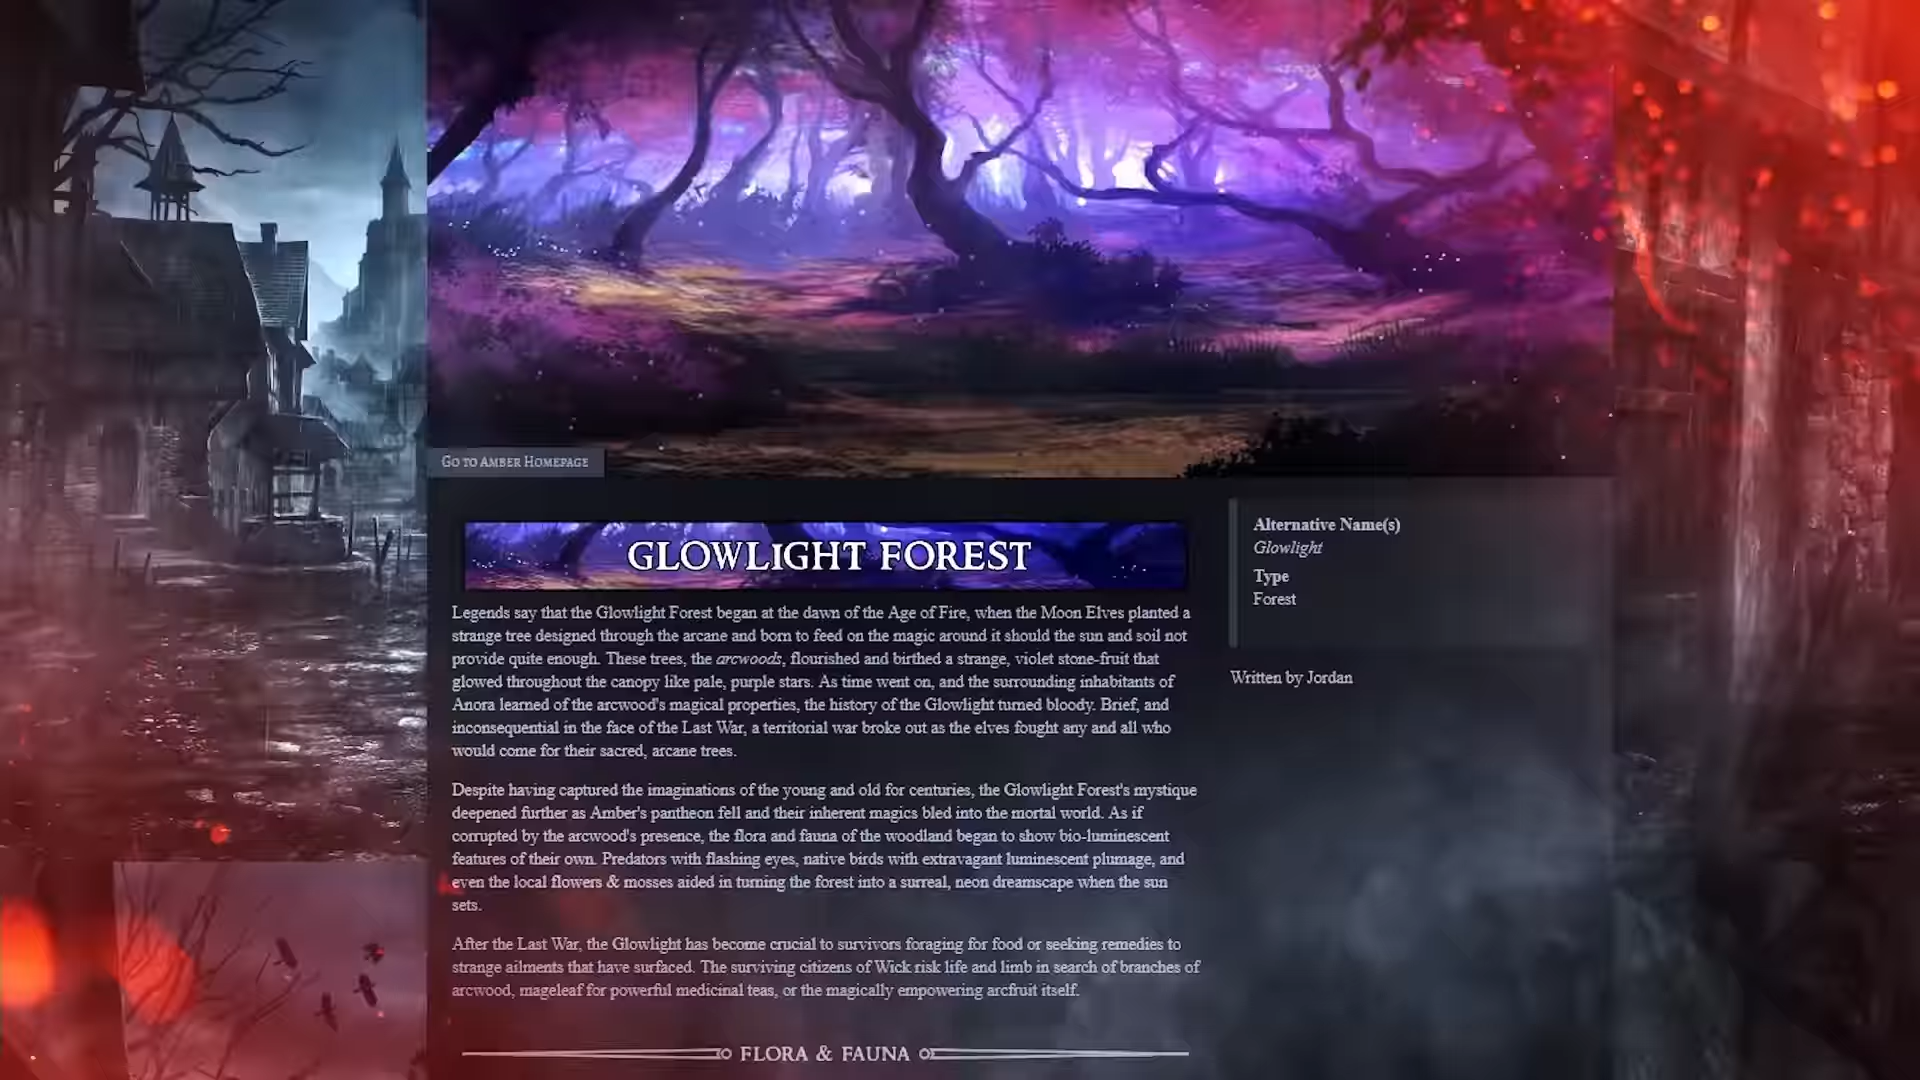 Go to Amber Homepage
GLOWLIGHT FOREST
Legends say that the Glowlight Forest began at the dawn of the Age of Fire, when the Moon Elves planted a
strange tree designed through the arcane and born to feed on the magic around it should the sun and soil not
provide quite enough. These trees, the arcwoods, flourished and birthed a strange, violet stone-fruit that
glowed throughout the canopy like pale, purple stars. As time went on, and the surrounding inhabitants of
Anora learned of the arcwood's magical properties, the history of the Glowlight turned bloody. Brief, and
inconsequential in the face of the Last War, a territorial war broke out as the elves fought any and all who
would come for their sacred, arcane trees.
Despite having captured the imaginations of the young and old for centuries, the Glowlight Forest's mystique
deepened further as Amber's pantheon fell and their inherent magics bled into the mortal world. As if
corrupted by the arcwood's presence, the flora and fauna of the woodland began to show bio-luminescent
features of their own. Predators with flashing eyes, native birds with extravagant luminescent plumage, and
even the local flowers & mosses aided in turning the forest into a surreal, neon dreamscape when the sun
sets.
After the Last War, the Glowlight has become crucial to survivors foraging for food or seeking remedies to
strange ailments that have surfaced. The surviving citizens of Wick risk life and limb in search of branches of
arcwood, mageleaf for powerful medicinal teas, or the magically empowering arcfruit itself.
FLORA & FAUNA
Alternative Name(s)
Glowlight
Type
Forest
Written by Jordan